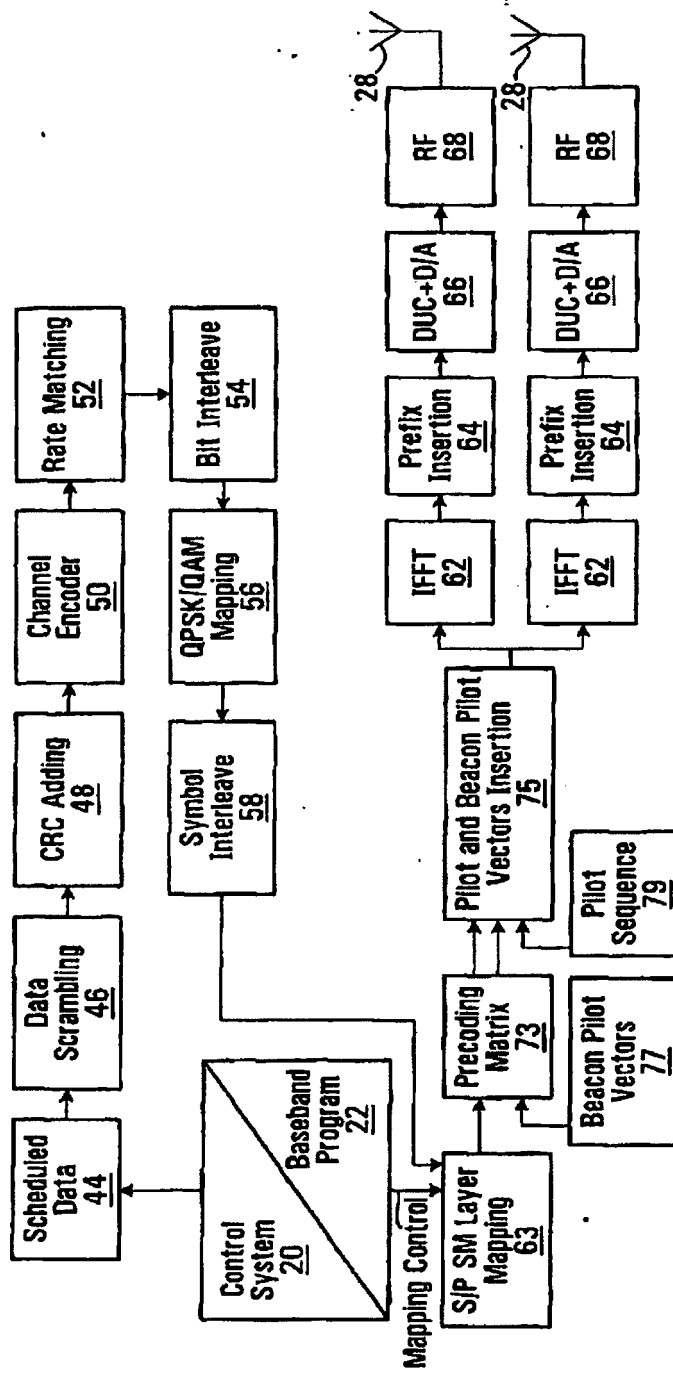 Scheduled
Data
44
Data
Scrambling
46
CRC Adding
48
Channel
Encoder
50
Rate Matching
52
Bit Interleave
54
QPSK/QAM
Mapping
56
Symbol
Interleave
58
Control
System
20
Baseband
Program
22
Mapping Control
S/P SM Layer
Mapping
63
Precoding
Matrix
73
Beacon Pilot
Vectors
77
Pilot
Sequence
79
Pilot and Beacon Pilot
Vectors Insertion
75
IFFT
62
Prefix
Insertion
64
DUC+D/A
66
RF
68
28
IFFT
62
Prefix
Insertion
64
DUC+D/A
66
RF
68
28